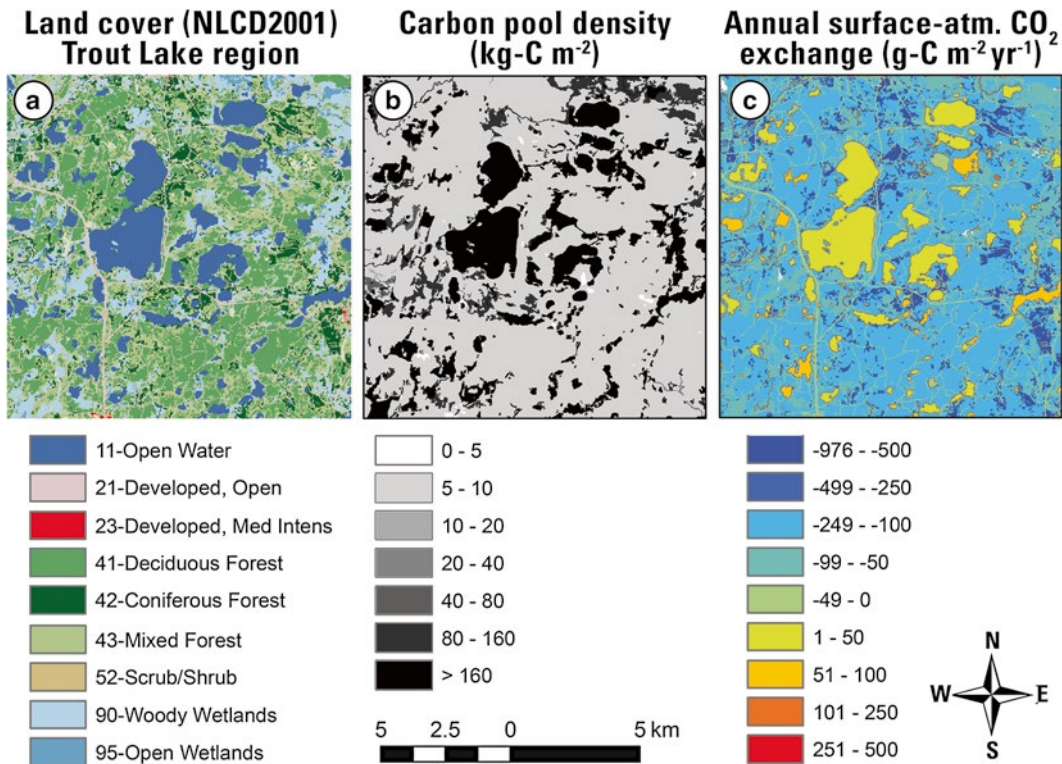 Land cover (NLCD2001)
Trout Lake region
Carbon pool density
(kg-C m-2)
Annual surface-atm. CO2
exchange (g-C m-2 yr-1)
a
b
c
11-Open Water
21-Developed, Open
23-Developed, Med Intens
41-Deciduous Forest
42-Coniferous Forest
43-Mixed Forest
52-Scrub/Shrub
90-Woody Wetlands
95-Open Wetlands
0 - 5
5 - 10
10 - 20
20 - 40
40 - 80
80 - 160
> 160
5 2.5 0 5 km
-976 - -500
-499 - -250
-249 - -100
-99 - -50
-49 - 0
1 - 50
51 - 100
101 - 250
251 - 500
N
W E
S